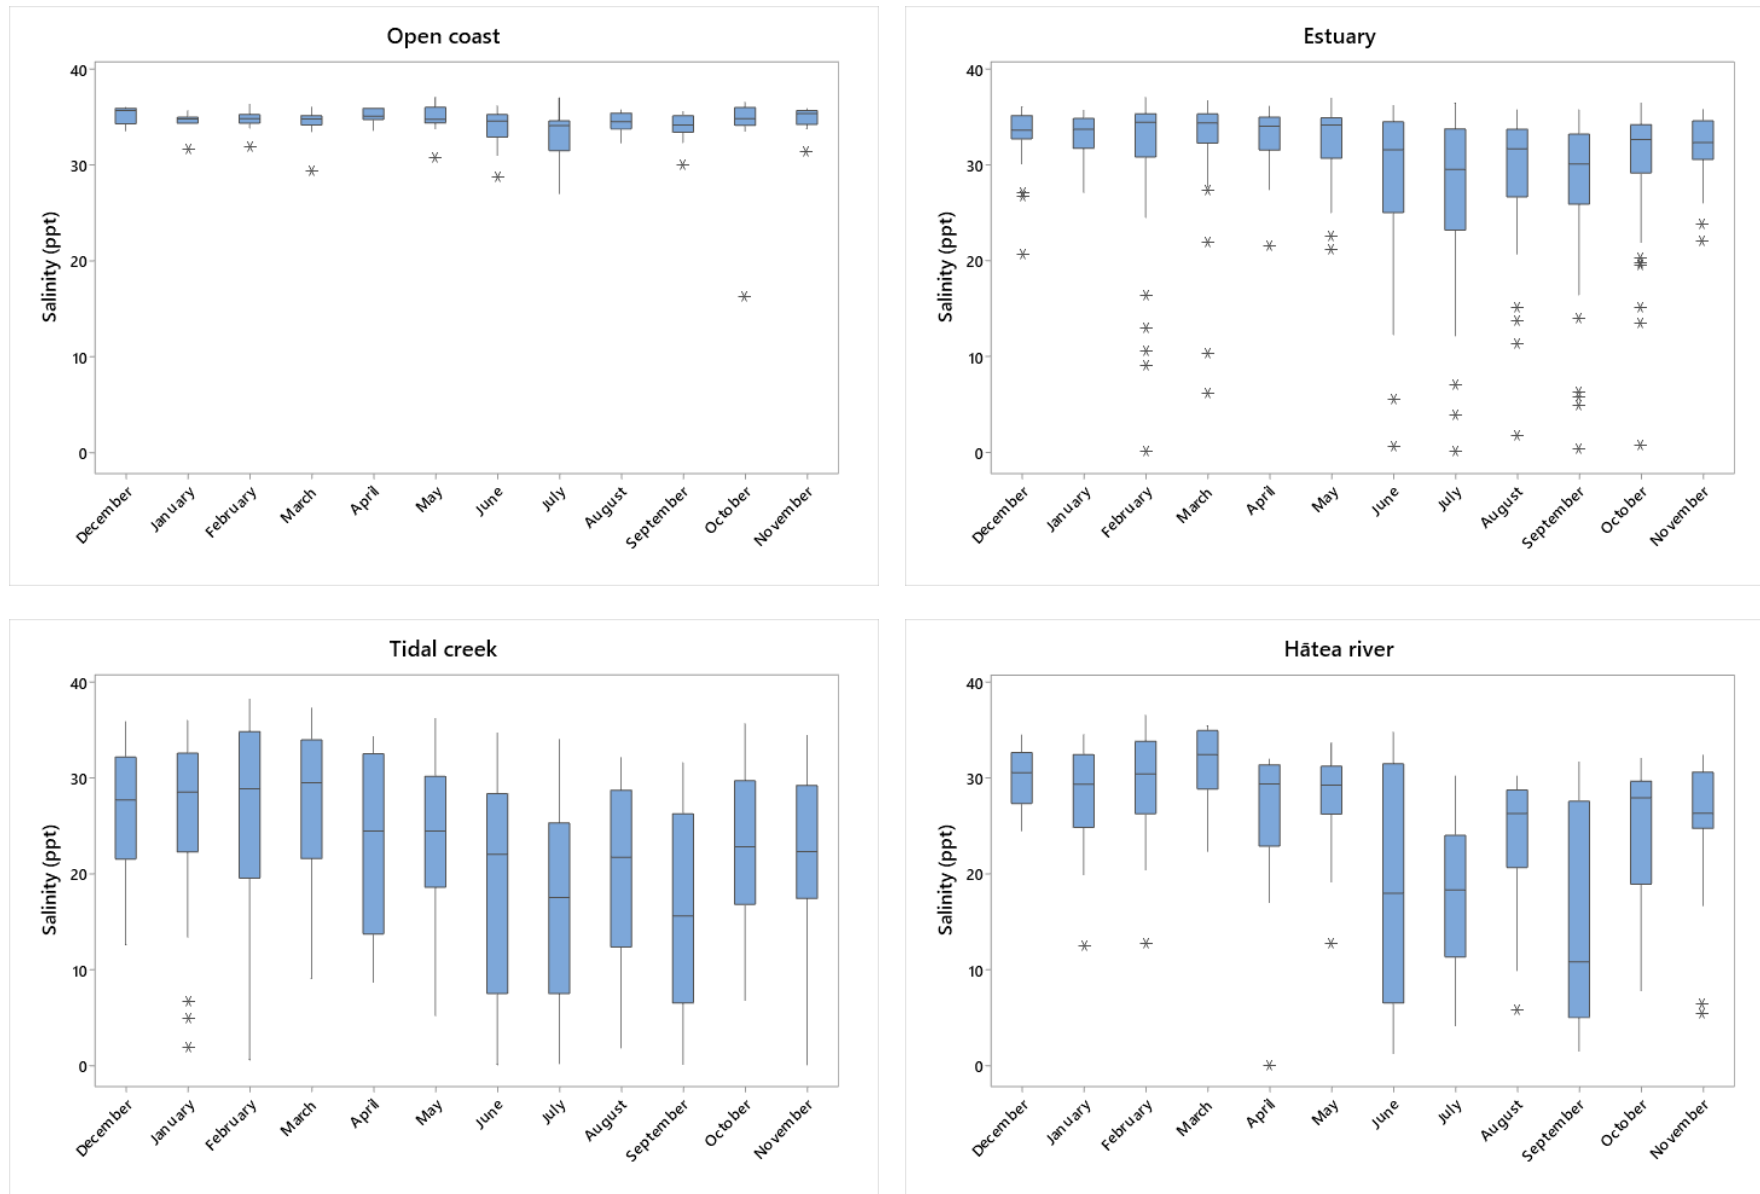 Open coast
40
30
20
10
0
Salinity (ppt)
December January February March April May June July August September October November
Estuary
40
30
20
10
0
Salinity (ppt)
December January February March April May June July August September October November
Tidal creek
40
30
20
10
0
Salinity (ppt)
December January February March April May June July August September October November
Hātea river
40
30
20
10
0
Salinity (ppt)
December January February March April May June July August September October November